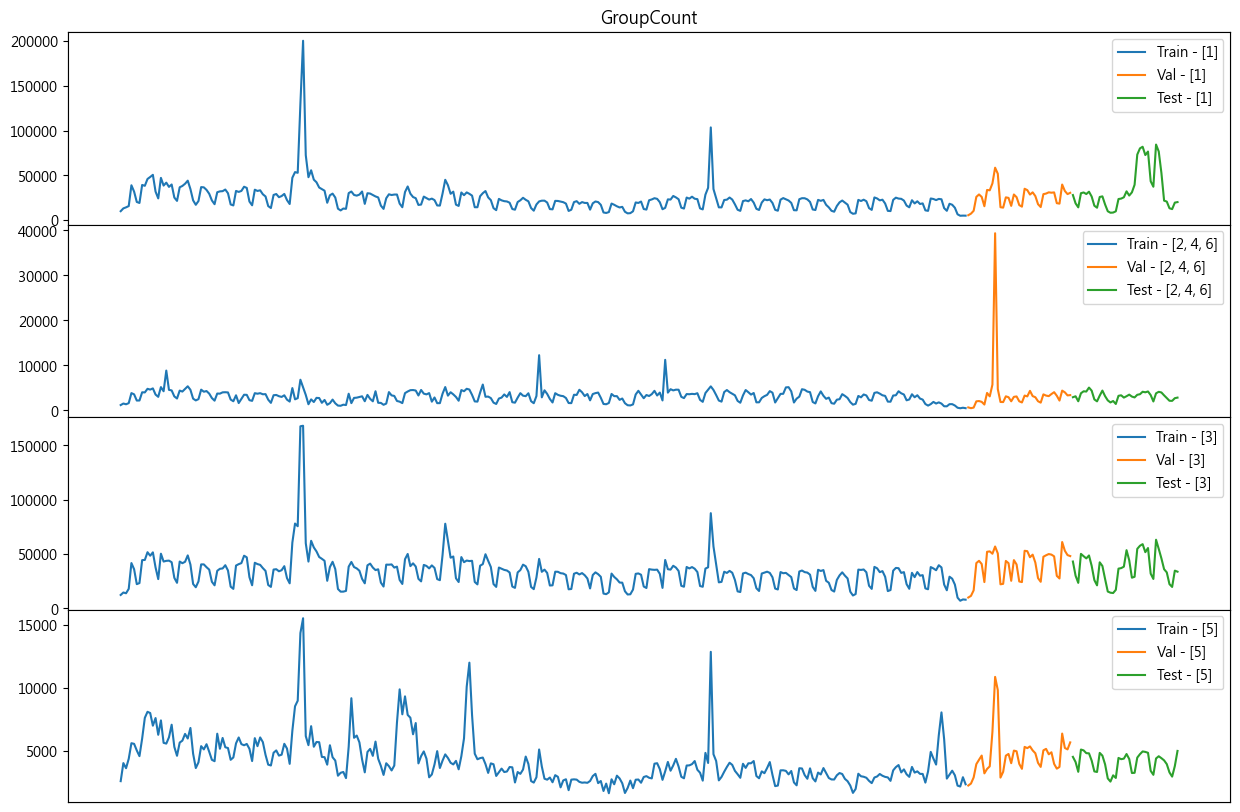 GroupCount
200000
150000
100000
50000
0
Train - [1]
Val - [1]
Test - [1]
40000
30000
20000
10000
0
Train - [2, 4, 6]
Val - [2, 4, 6]
Test - [2, 4, 6]
150000
100000
50000
0
Train - [3]
Val - [3]
Test - [3]
15000
10000
5000
Train - [5]
Val - [5]
Test - [5]